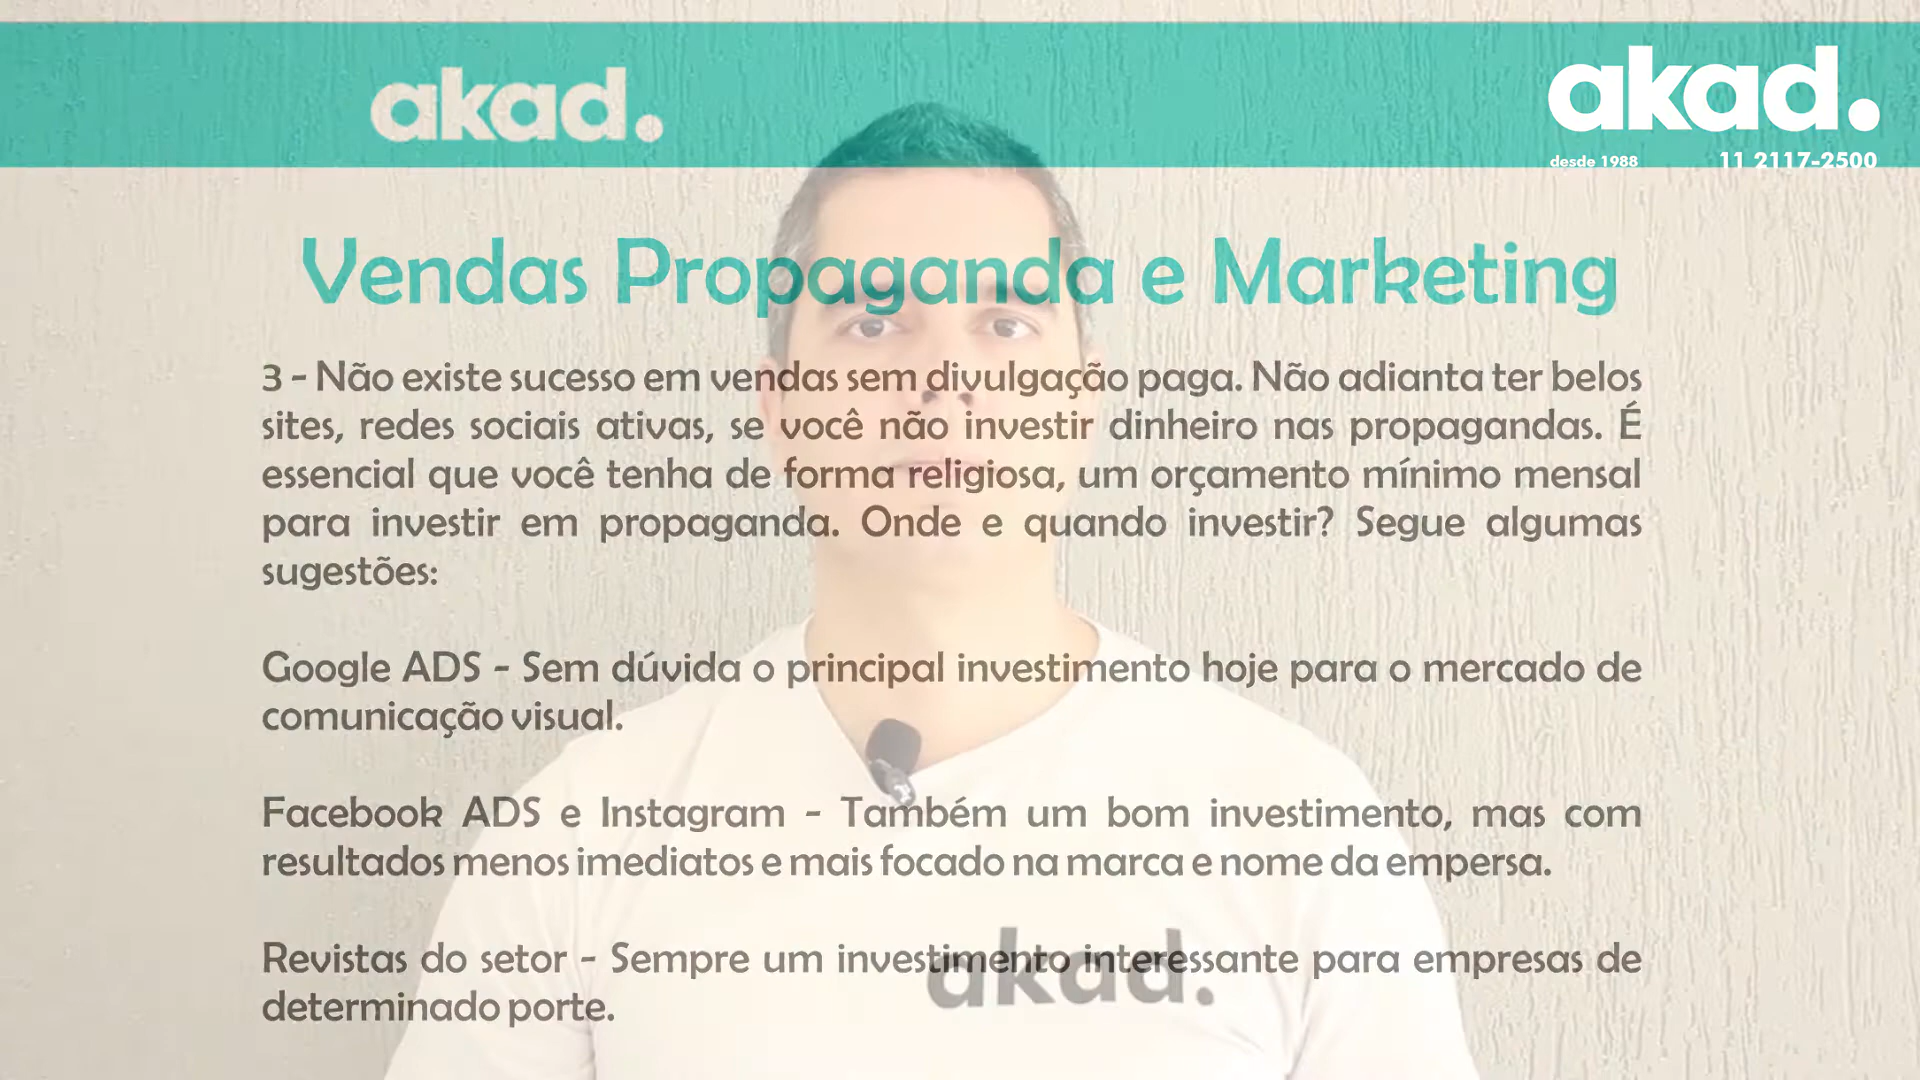 akad.
akad.
desde 1988 11 2117-2500
Vendas Propaganda e Marketing
3 - Não existe sucesso em vendas sem divulgação paga. Não adianta ter belos
sites, redes sociais ativas, se você não investir dinheiro nas propagandas. É
essencial que você tenha de forma religiosa, um orçamento mínimo mensal
para investir em propaganda. Onde e quando investir? Segue algumas
sugestões:
Google ADS - Sem dúvida o principal investimento hoje para o mercado de
comunicação visual.
Facebook ADS e Instagram - Também um bom investimento, mas com
resultados menos imediatos e mais focado na marca e nome da empersa.
Revistas do setor - Sempre um investimento interessante para empresas de
determinado porte.
akad.